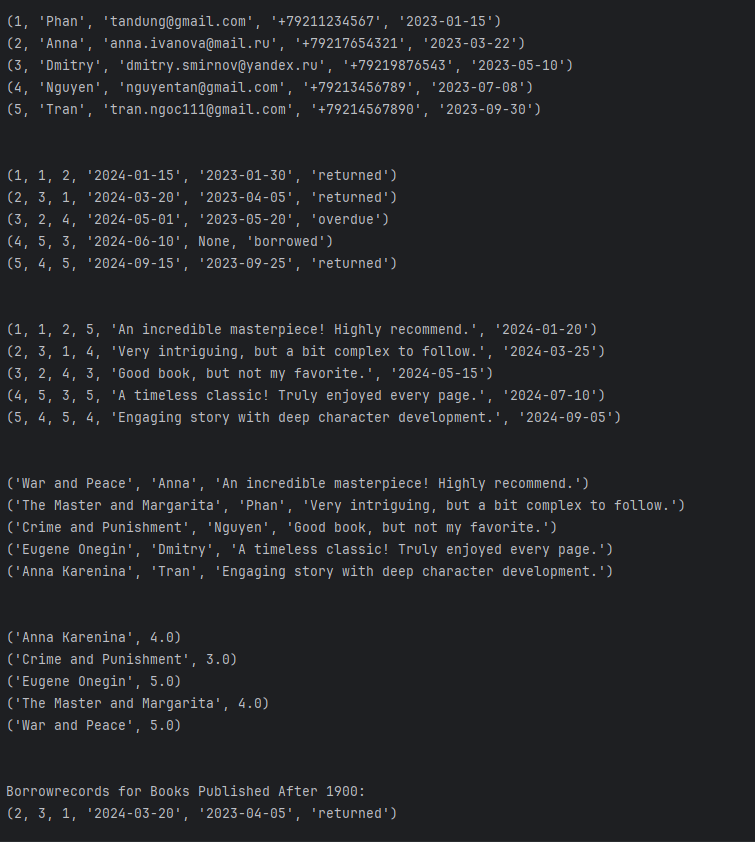 (1, 'Phan', 'tandung@gmail.com', '+79211234567', '2023-01-15')
(2, 'Anna', 'anna.ivanova@mail.ru', '+79217654321', '2023-03-22')
(3, 'Dmitry', 'dmitry.smirnov@yandex.ru', '+79219876543', '2023-05-10')
(4, 'Nguyen', 'nguyentan@gmail.com', '+79213456789', '2023-07-08')
(5, 'Tran', 'tran.ngoc111@gmail.com', '+79214567890', '2023-09-30')
(1, 1, 2, '2024-01-15', '2023-01-30', 'returned')
(2, 3, 1, '2024-03-20', '2023-04-05', 'returned')
(3, 2, 4, '2024-05-01', '2023-05-20', 'overdue')
(4, 5, 3, '2024-06-10', None, 'borrowed')
(5, 4, 5, '2024-09-15', '2023-09-25', 'returned')
(1, 1, 2, 5, 'An incredible masterpiece! Highly recommend.', '2024-01-20')
(2, 3, 1, 4, 'Very intriguing, but a bit complex to follow.', '2024-03-25')
(3, 2, 4, 3, 'Good book, but not my favorite.', '2024-05-15')
(4, 5, 3, 5, 'A timeless classic! Truly enjoyed every page.', '2024-07-10')
(5, 4, 5, 4, 'Engaging story with deep character development.', '2024-09-05')
('War and Peace', 'Anna', 'An incredible masterpiece! Highly recommend.')
('The Master and Margarita', 'Phan', 'Very intriguing, but a bit complex to follow.')
('Crime and Punishment', 'Nguyen', 'Good book, but not my favorite.')
('Eugene Onegin', 'Dmitry', 'A timeless classic! Truly enjoyed every page.')
('Anna Karenina', 'Tran', 'Engaging story with deep character development.')
('Anna Karenina', 4.0)
('Crime and Punishment', 3.0)
('Eugene Onegin', 5.0)
('The Master and Margarita', 4.0)
('War and Peace', 5.0)
Borrowrecords for Books Published After 1900:
(2, 3, 1, '2024-03-20', '2023-04-05', 'returned')